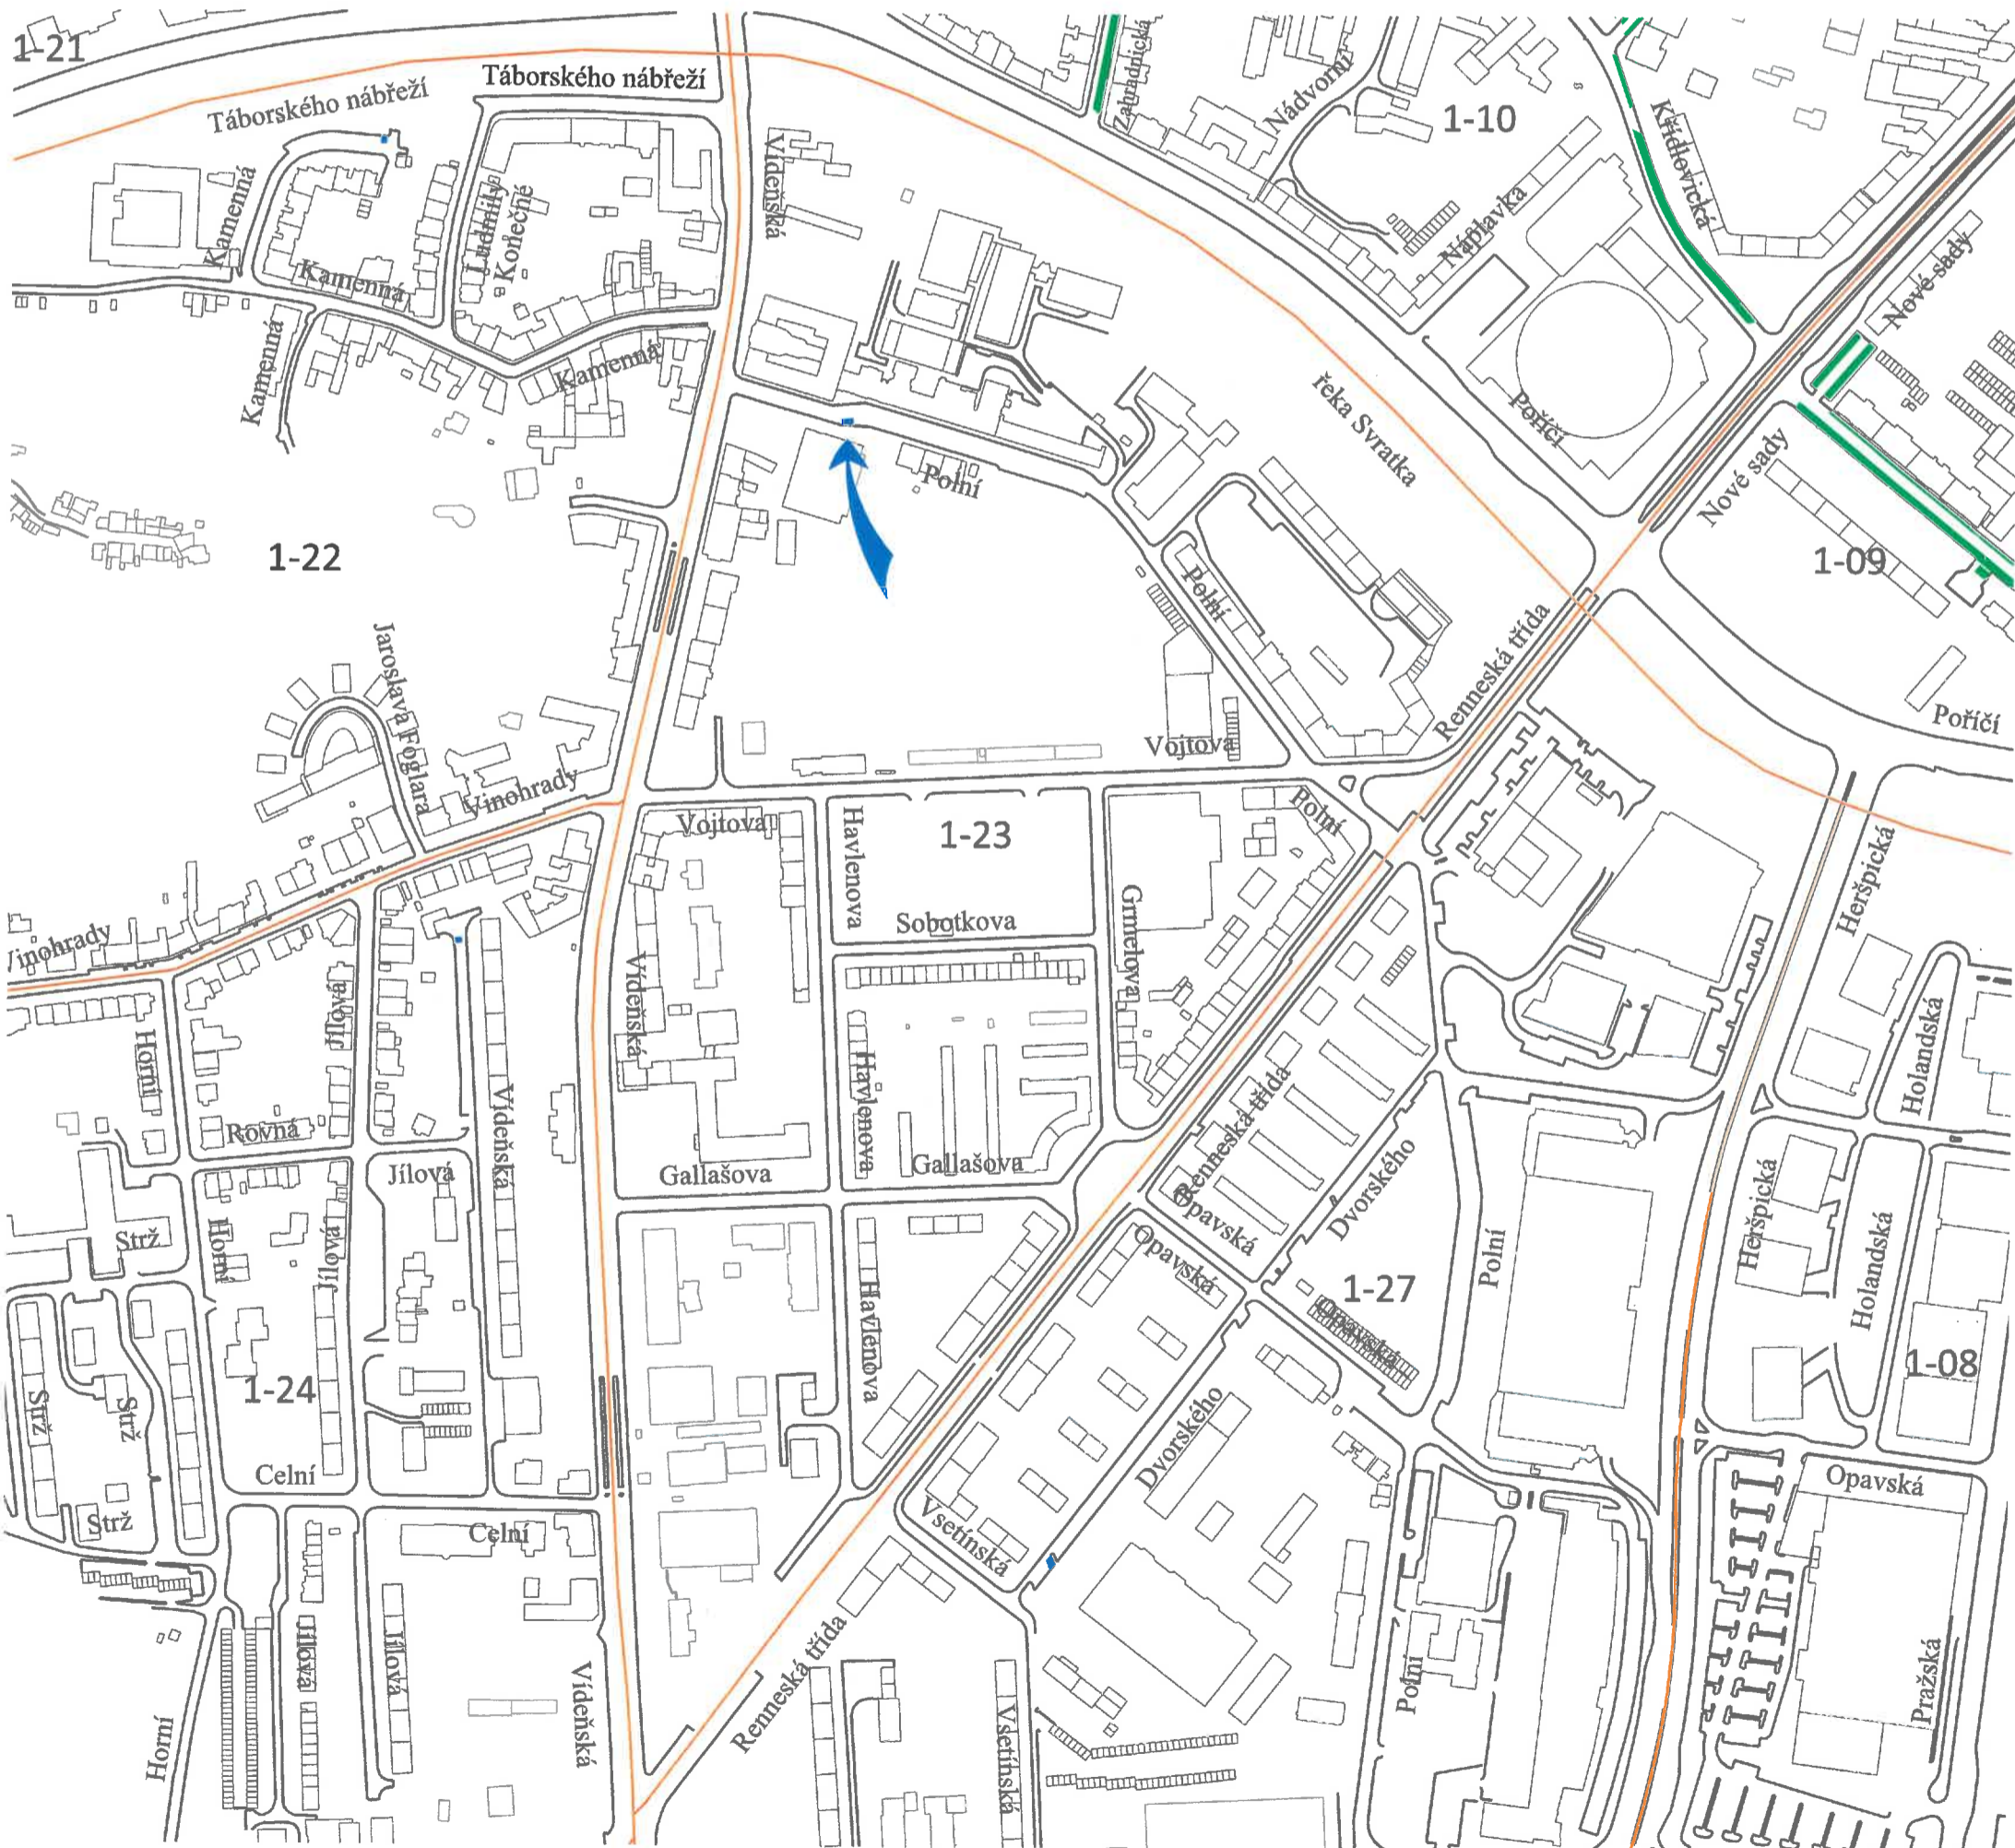 1-21
Táborského nábřeží
Táborského nábřeží
Zahradnická
Nádvorní
1-10
Křídlovická
Vídeňská
Kamenná
Ludmily
Konečné
Náplavka
Nové sady
Kamenná
Kamenná
Kamenná
řeka Svratka
Poříčí
Nové sady
Polní
1-22
1-09
Polní
Jaroslava Foglara
Renneská třída
Poříčí
Vojtova
Vinohrady
Polní
Vojtova
Havlenova
1-23
Heršpická
Sobotkova
Grmelova
Vinohrady
Vídeňská
Jílová
Holandská
Horní
Havlenova
Renneská třída
Vídeňská
Rovná
Dvorského
Jílová
Gallašova
Gallašova
Heršpická
Opavská
Strž
Horní
Jílová
Opavská
Polní
Holandská
1-27
Havlenova
Opavská
1-08
Strž
Strž
1-24
Dvorského
Celní
Opavská
Strž
Celní
Vsetínská
Jílová
Jílová
Renneská třída
Polní
Pražská
Horní
Vídeňská
Vsetínská